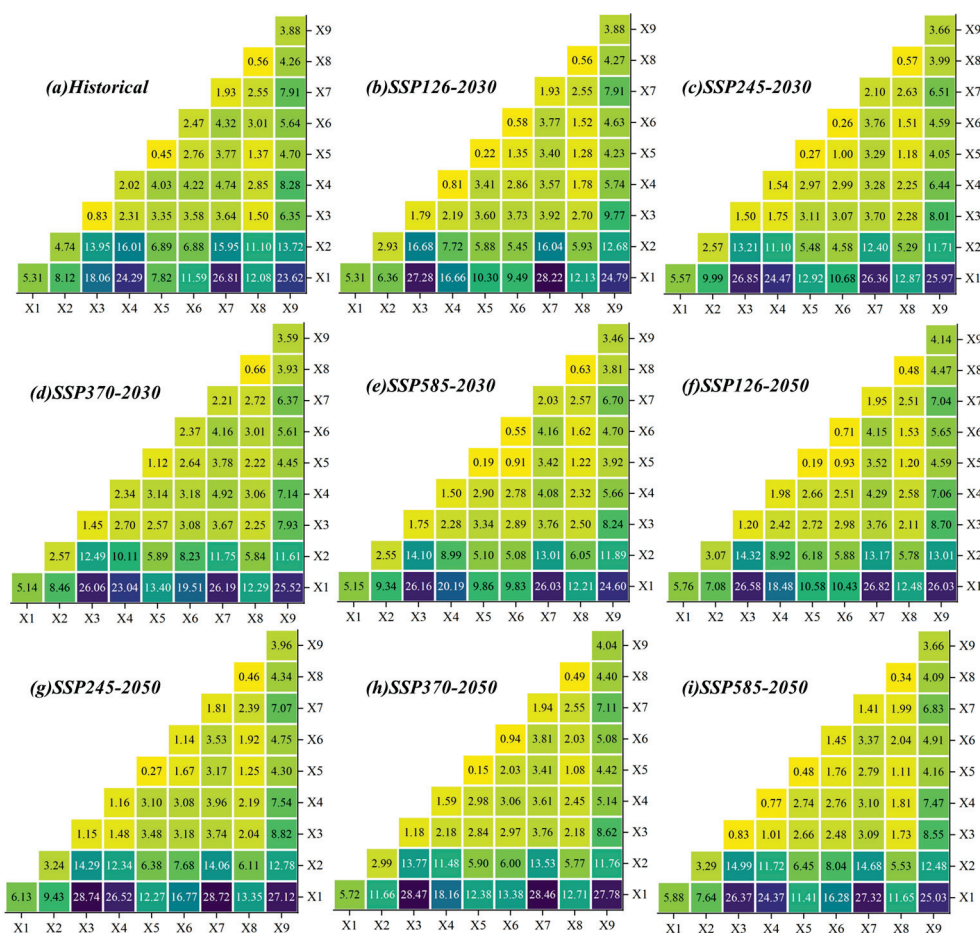 (a)Historical
3.88 X9
0.56 4.26 X8
1.93 2.55 7.91 X7
2.47 4.32 3.01 5.64 X6
0.45 2.76 3.77 1.37 4.70 X5
2.02 4.03 4.22 4.74 2.85 8.28 X4
0.83 2.31 3.35 3.58 3.64 1.50 6.35 X3
4.74 13.95 16.01 6.89 6.88 15.95 11.10 13.72 X2
5.31 8.12 18.06 24.29 7.82 11.59 26.81 12.08 23.62 X1
X1 X2 X3 X4 X5 X6 X7 X8 X9
(b)SSP126-2030
3.88 X9
0.56 4.27 X8
1.93 2.55 7.91 X7
0.58 3.77 1.52 4.63 X6
0.22 1.35 3.40 1.28 4.23 X5
0.81 3.41 2.86 3.57 1.78 5.74 X4
1.79 2.19 3.60 3.73 3.92 2.70 9.77 X3
2.93 16.68 7.72 5.88 5.45 16.04 5.93 12.68 X2
5.31 6.36 27.28 16.66 10.30 9.49 28.22 12.13 24.79 X1
X1 X2 X3 X4 X5 X6 X7 X8 X9
(c)SSP245-2030
3.66 X9
0.57 3.99 X8
2.10 2.63 6.51 X7
0.26 3.76 1.51 4.59 X6
0.27 1.00 3.29 1.18 4.05 X5
1.54 2.97 2.99 3.28 2.25 6.44 X4
1.50 1.75 3.11 3.07 3.70 2.28 8.01 X3
2.57 13.21 11.10 5.48 4.58 12.40 5.29 11.71 X2
5.57 9.99 26.85 24.47 12.92 10.68 26.36 12.87 25.97 X1
X1 X2 X3 X4 X5 X6 X7 X8 X9
(d)SSP370-2030
3.59 X9
0.66 3.93 X8
2.21 2.72 6.37 X7
2.37 4.16 3.01 5.61 X6
1.12 2.64 3.78 2.22 4.45 X5
2.34 3.14 3.18 4.92 3.06 7.14 X4
1.45 2.70 2.57 3.08 3.67 2.25 7.93 X3
2.57 12.49 10.11 5.89 8.23 11.75 5.84 11.61 X2
5.14 8.46 26.06 23.04 13.40 19.51 26.19 12.29 25.52 X1
X1 X2 X3 X4 X5 X6 X7 X8 X9
(e)SSP585-2030
3.46 X9
0.63 3.81 X8
2.03 2.57 6.70 X7
0.55 4.16 1.62 4.70 X6
0.19 0.91 3.42 1.22 3.92 X5
1.50 2.90 2.78 4.08 2.32 5.66 X4
1.75 2.28 3.34 2.89 3.76 2.50 8.24 X3
2.55 14.10 8.99 5.10 5.08 13.01 6.05 11.89 X2
5.15 9.34 26.16 20.19 9.86 9.83 26.03 12.21 24.60 X1
X1 X2 X3 X4 X5 X6 X7 X8 X9
(f)SSP126-2050
4.14 X9
0.48 4.47 X8
1.95 2.51 7.04 X7
0.71 4.15 1.53 5.65 X6
0.19 0.93 3.52 1.20 4.59 X5
1.98 2.66 2.51 4.29 2.58 7.06 X4
1.20 2.42 2.72 2.98 3.76 2.11 8.70 X3
3.07 14.32 8.92 6.18 5.88 13.17 5.78 13.01 X2
5.76 7.08 26.58 18.48 10.58 10.43 26.82 12.48 26.03 X1
X1 X2 X3 X4 X5 X6 X7 X8 X9
(g)SSP245-2050
3.96 X9
0.46 4.34 X8
1.81 2.39 7.07 X7
1.14 3.53 1.92 4.75 X6
0.27 1.67 3.17 1.25 4.30 X5
1.16 3.10 3.08 3.96 2.19 7.54 X4
1.15 1.48 3.48 3.18 3.74 2.04 8.82 X3
3.24 14.29 12.34 6.38 7.68 14.06 6.11 12.78 X2
6.13 9.43 28.74 26.52 12.27 16.77 28.72 13.35 27.12 X1
X1 X2 X3 X4 X5 X6 X7 X8 X9
(h)SSP370-2050
4.04 X9
0.49 4.40 X8
1.94 2.55 7.11 X7
0.94 3.81 2.03 5.08 X6
0.15 2.03 3.41 1.08 4.42 X5
1.59 2.98 3.06 3.61 2.45 5.14 X4
1.18 2.18 2.84 2.97 3.76 2.18 8.62 X3
2.99 13.77 11.48 5.90 6.00 13.53 5.77 11.76 X2
5.72 11.66 28.47 18.16 12.38 13.38 28.46 12.71 27.78 X1
X1 X2 X3 X4 X5 X6 X7 X8 X9
(i)SSP585-2050
3.66 X9
0.34 4.09 X8
1.41 1.99 6.83 X7
1.45 3.37 2.04 4.91 X6
0.48 1.76 2.79 1.11 4.16 X5
0.77 2.74 2.76 3.10 1.81 7.47 X4
0.83 1.01 2.66 2.48 3.09 1.73 8.55 X3
3.29 14.99 11.72 6.45 8.04 14.68 5.53 12.48 X2
5.88 7.64 26.37 24.37 11.41 16.28 27.32 11.65 25.03 X1
X1 X2 X3 X4 X5 X6 X7 X8 X9